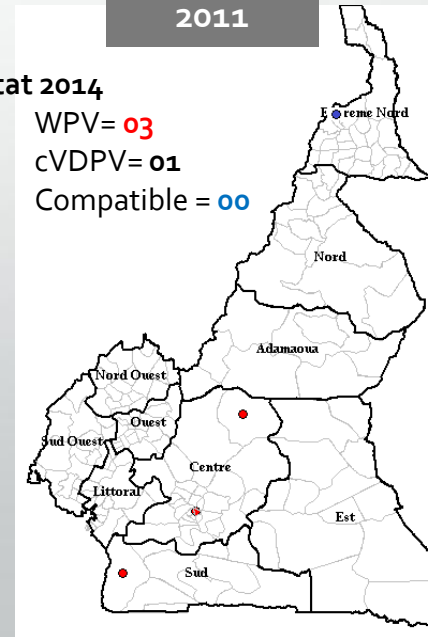 2011
tat 2014
WPV= 03
cVDPV= 01
Compatible = 00
E reme Nord
Nord
Adamaoua
Nord Ouest
Ouest
Sud Ouest
Centre
Littoral
Est
Sud